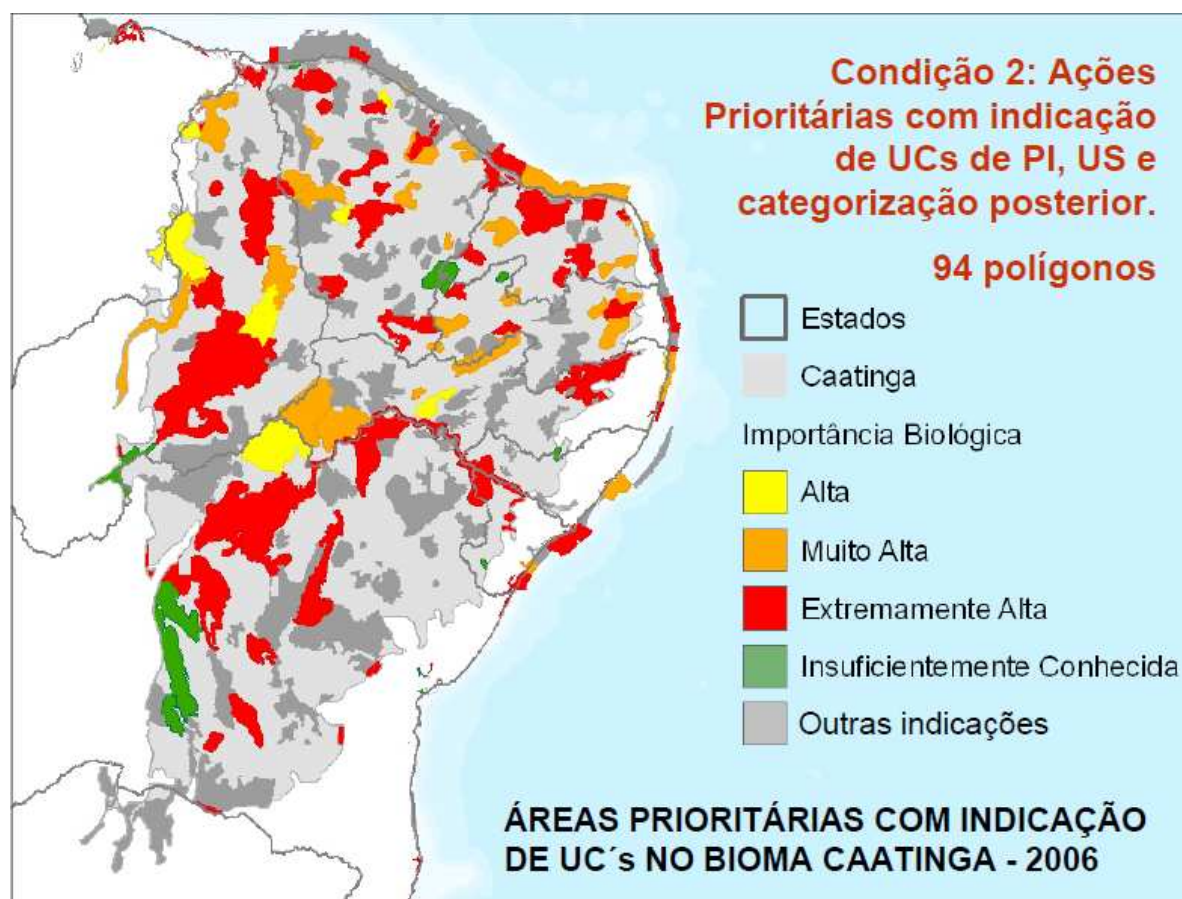 Condição 2: Ações
Prioritárias com indicação
de UCs de PI, US e
categorização posterior.
94 polígonos
Estados
Caatinga
Importância Biológica
Alta
Muito Alta
Extremamente Alta
Insuficientemente Conhecida
Outras indicações
ÁREAS PRIORITÁRIAS COM INDICAÇÃO
DE UC´s NO BIOMA CAATINGA - 2006